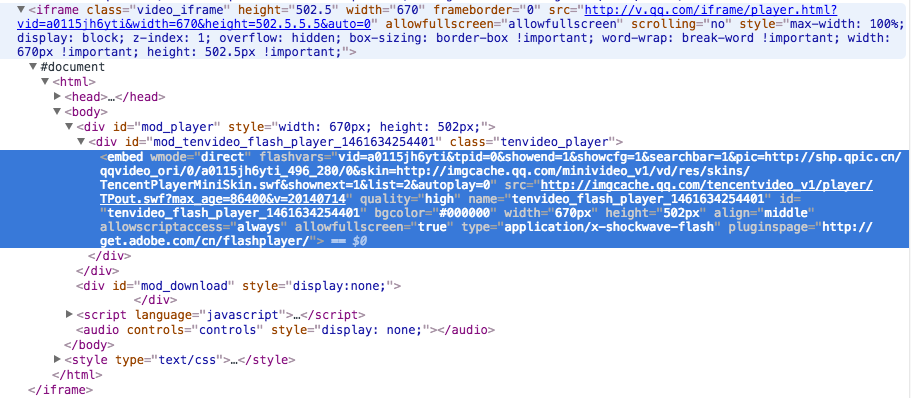 <iframe class="video_iframe" height="502.5" width="670" frameborder="0" src="http://v.qq.com/iframe/player.html?
vid=a0115jh6yti&width=670&height=502.5.5.5&auto=0" allowfullscreen="allowfullscreen" scrolling="no" style="max-width: 100%;
display: block; z-index: 1; overflow: hidden; box-sizing: border-box !important; word-wrap: break-word !important; width:
670px !important; height: 502.5px !important;">
#document
<html>
<head>…</head>
<body>
<div id="mod_player" style="width: 670px; height: 502px;">
<div id="mod_tenvideo_flash_player_1461634254401" class="tenvideo_player">
<embed wmode="direct" flashvars="vid=a0115jh6yti&tpid=0&showend=1&showcfg=1&searchbar=1&pic=http://shp.qpic.cn/
qqvideo_ori/0/a0115jh6yti_496_280/0&skin=http://imgcache.qq.com/minivideo_v1/vd/res/skins/
TencentPlayerMiniSkin.swf&shownext=1&list=2&autoplay=0" src="http://imgcache.qq.com/tencentvideo_v1/player/
TPout.swf?max_age=86400&v=20140714" quality="high" name="tenvideo_flash_player_1461634254401" id=
"tenvideo_flash_player_1461634254401" bgcolor="#000000" width="670px" height="502px" align="middle"
allowscriptaccess="always" allowfullscreen="true" type="application/x-shockwave-flash" pluginspage="http://
get.adobe.com/cn/flashplayer/"> == $0
</div>
</div>
<div id="mod_download" style="display:none;">
</div>
<script language="javascript">…</script>
<audio controls="controls" style="display: none;"></audio>
</body>
<style type="text/css">…</style>
</html>
</iframe>